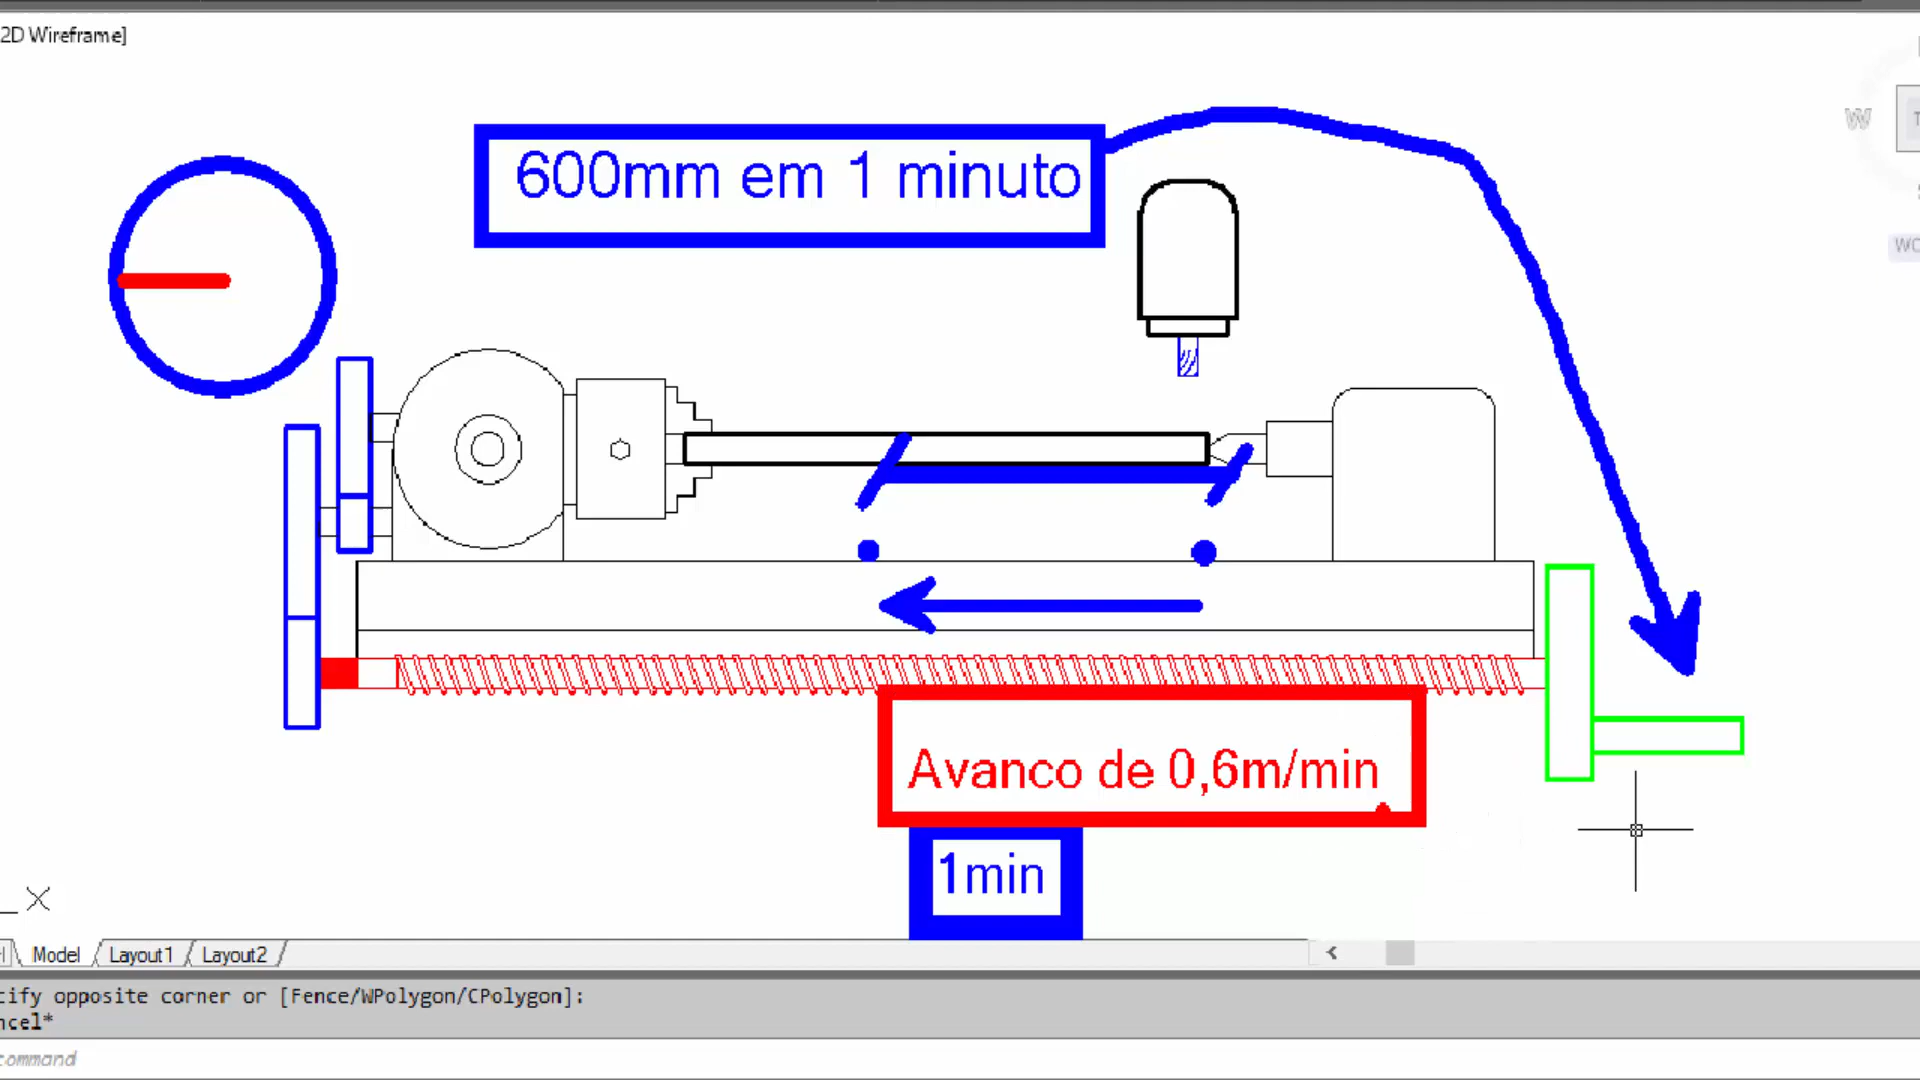 2D Wireframe]
W
600mm em 1 minuto
Avanco de 0,6m/min
1min
X
Model
Layout1
Layout2
cify opposite corner or [Fence/WPolygon/CPolygon]:
ncel*
command